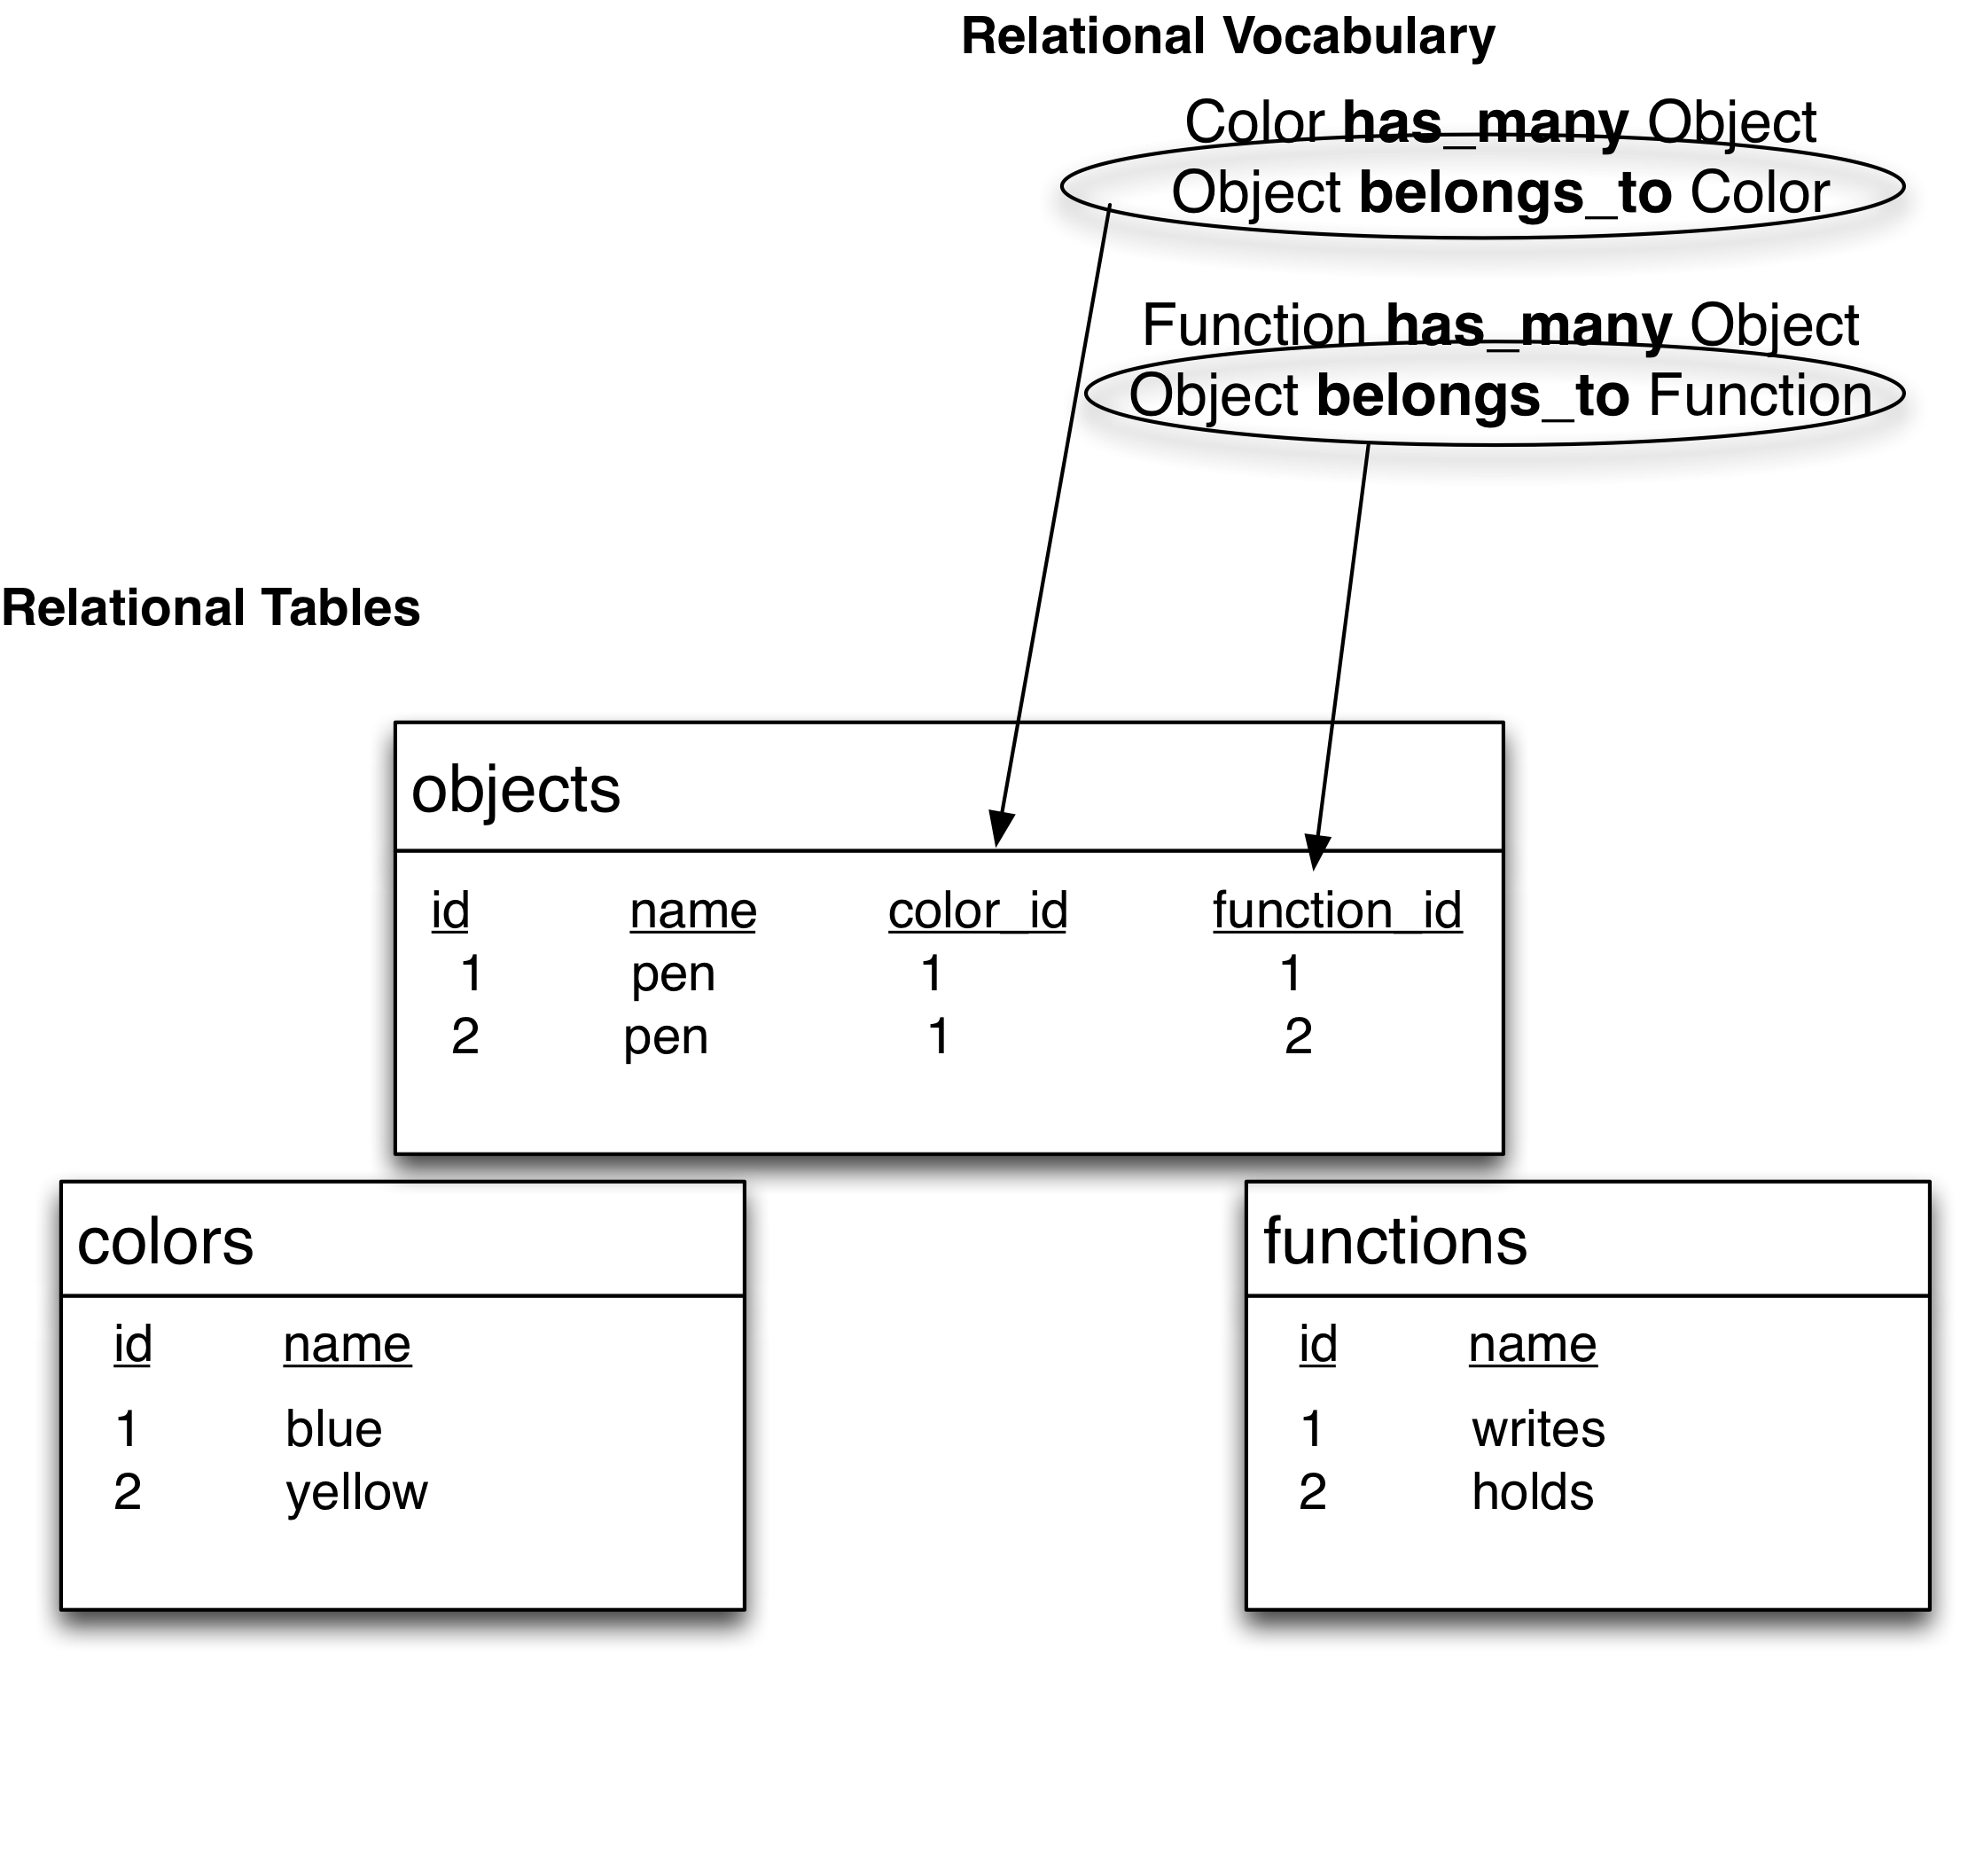 Relational Vocabulary
Color has_many Object
Object belongs_to Color
Function has_many Object
Object belongs_to Function
Relational Tables
objects
id name color_id function_id
1 pen 1 1
2 pen 1 2
colors
id name
1 blue
2 yellow
functions
id name
1 writes
2 holds